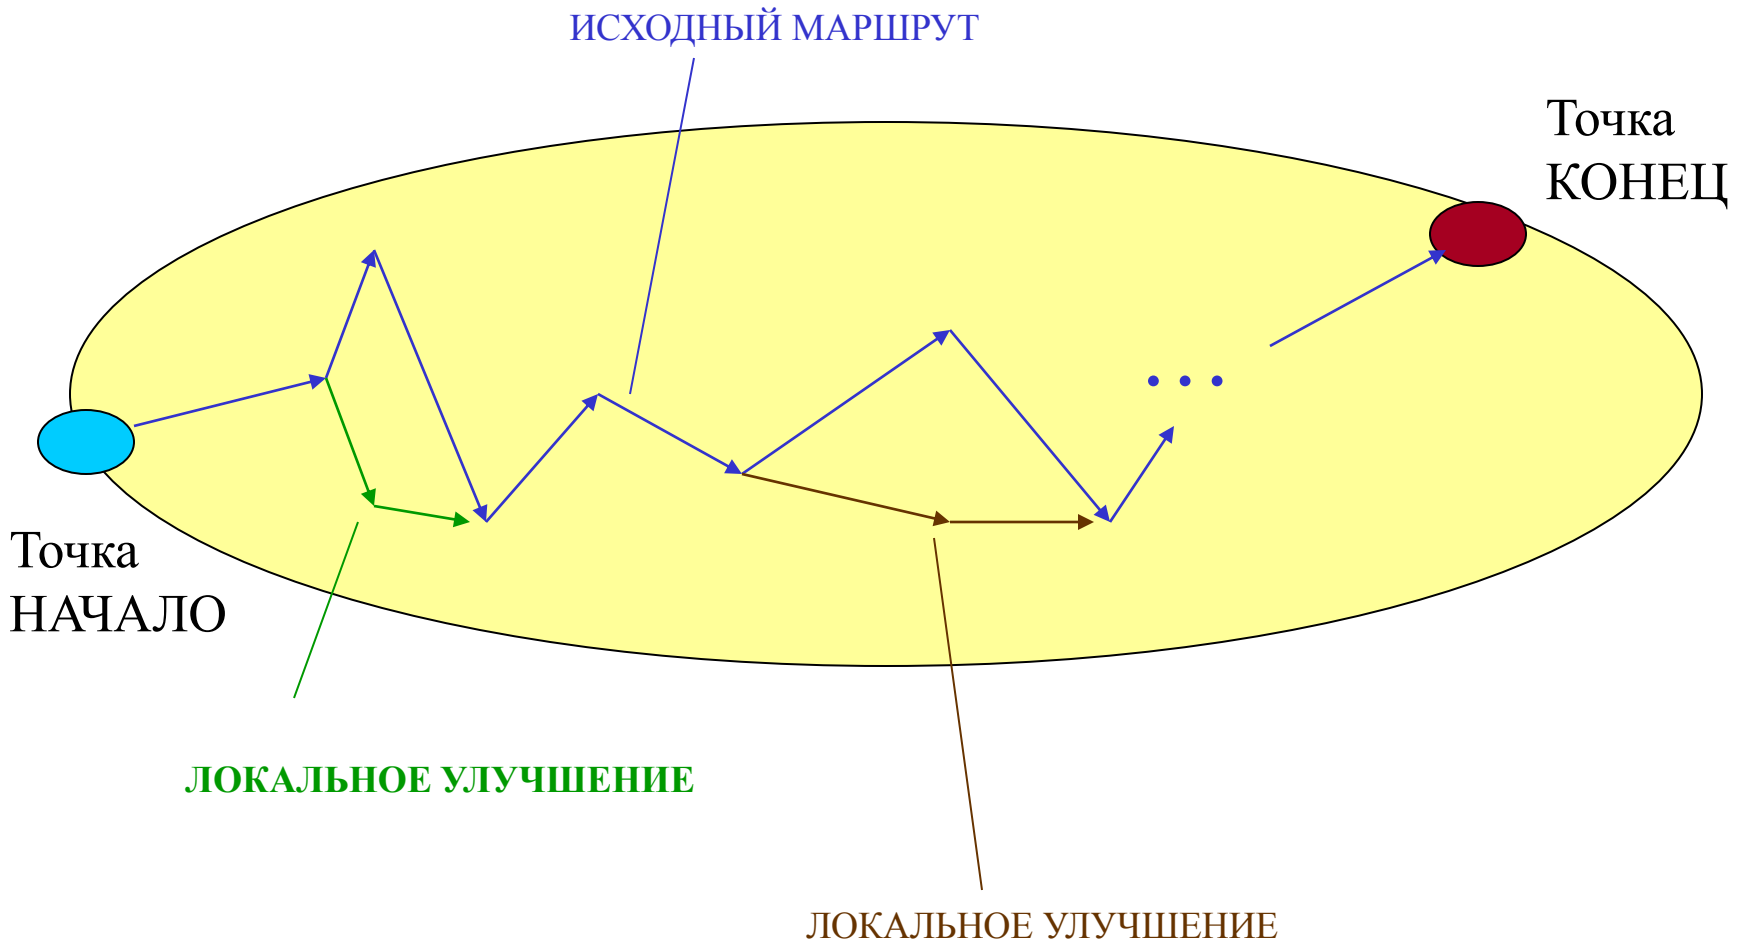 ИСХОДНЫЙ МАРШРУТ
Точка
КОНЕЦ
Точка
НАЧАЛО
ЛОКАЛЬНОЕ УЛУЧШЕНИЕ
ЛОКАЛЬНОЕ УЛУЧШЕНИЕ